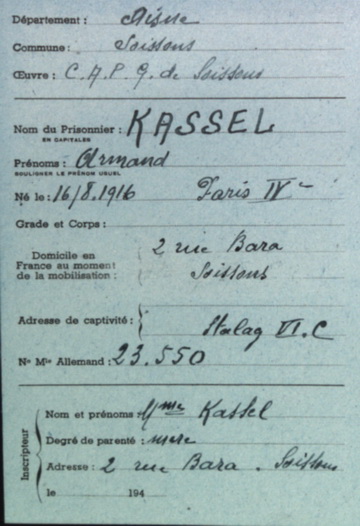 Département : Aisne
Commune : Soissons
Œuvre : C. A. P. G. de Soissons
Nom du Prisonnier : KASSEL
EN CAPITALES
Prénoms : Armand
SOULIGNER LE PRÉNOM USUEL
Né le : 16/8.1916 Paris IVe
Grade et Corps :
Domicile en France au moment de la mobilisation : 2 rue Bara
Soissons
Adresse de captivité : Stalag VI.C
No Mle Allemand : 23.550
Inscripteur
Nom et prénoms : Mme Kassel
Degré de parenté : mère
Adresse : 2 rue Bara . Soissons
le 194